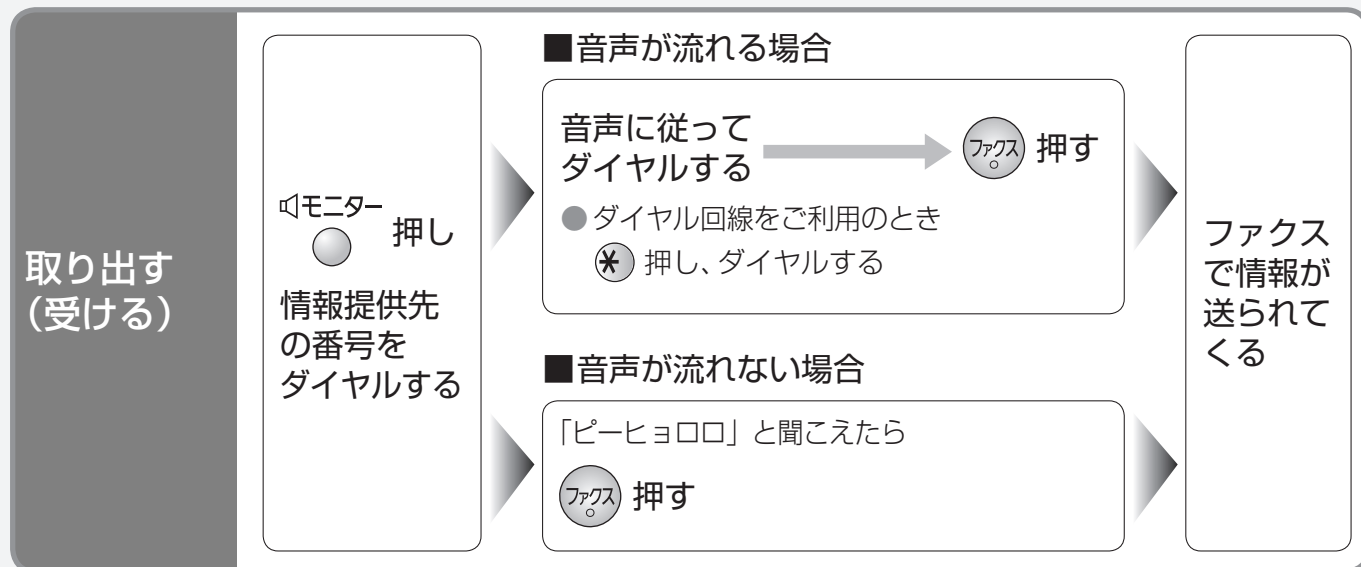 取り出す
（受ける）
モニター
押し
情報提供先
の番号を
ダイヤルする
■音声が流れる場合
音声に従って
ダイヤルする
ファクス 押す
●ダイヤル回線をご利用のとき
＊ 押し、ダイヤルする
■音声が流れない場合
「ピーヒョロロ」と聞こえたら
ファクス 押す
ファクス
で情報が
送られて
くる